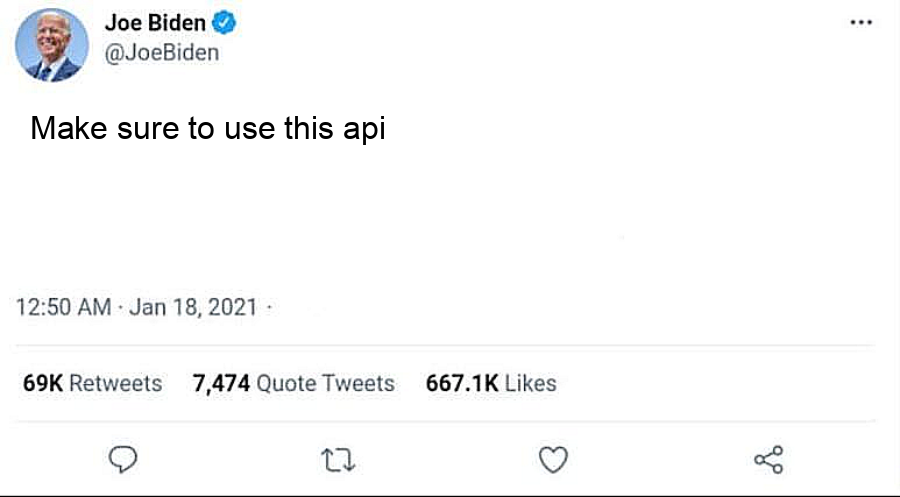 Joe Biden
@JoeBiden
Make sure to use this api
12:50 AM · Jan 18, 2021 ·
69K Retweets 7,474 Quote Tweets 667.1K Likes